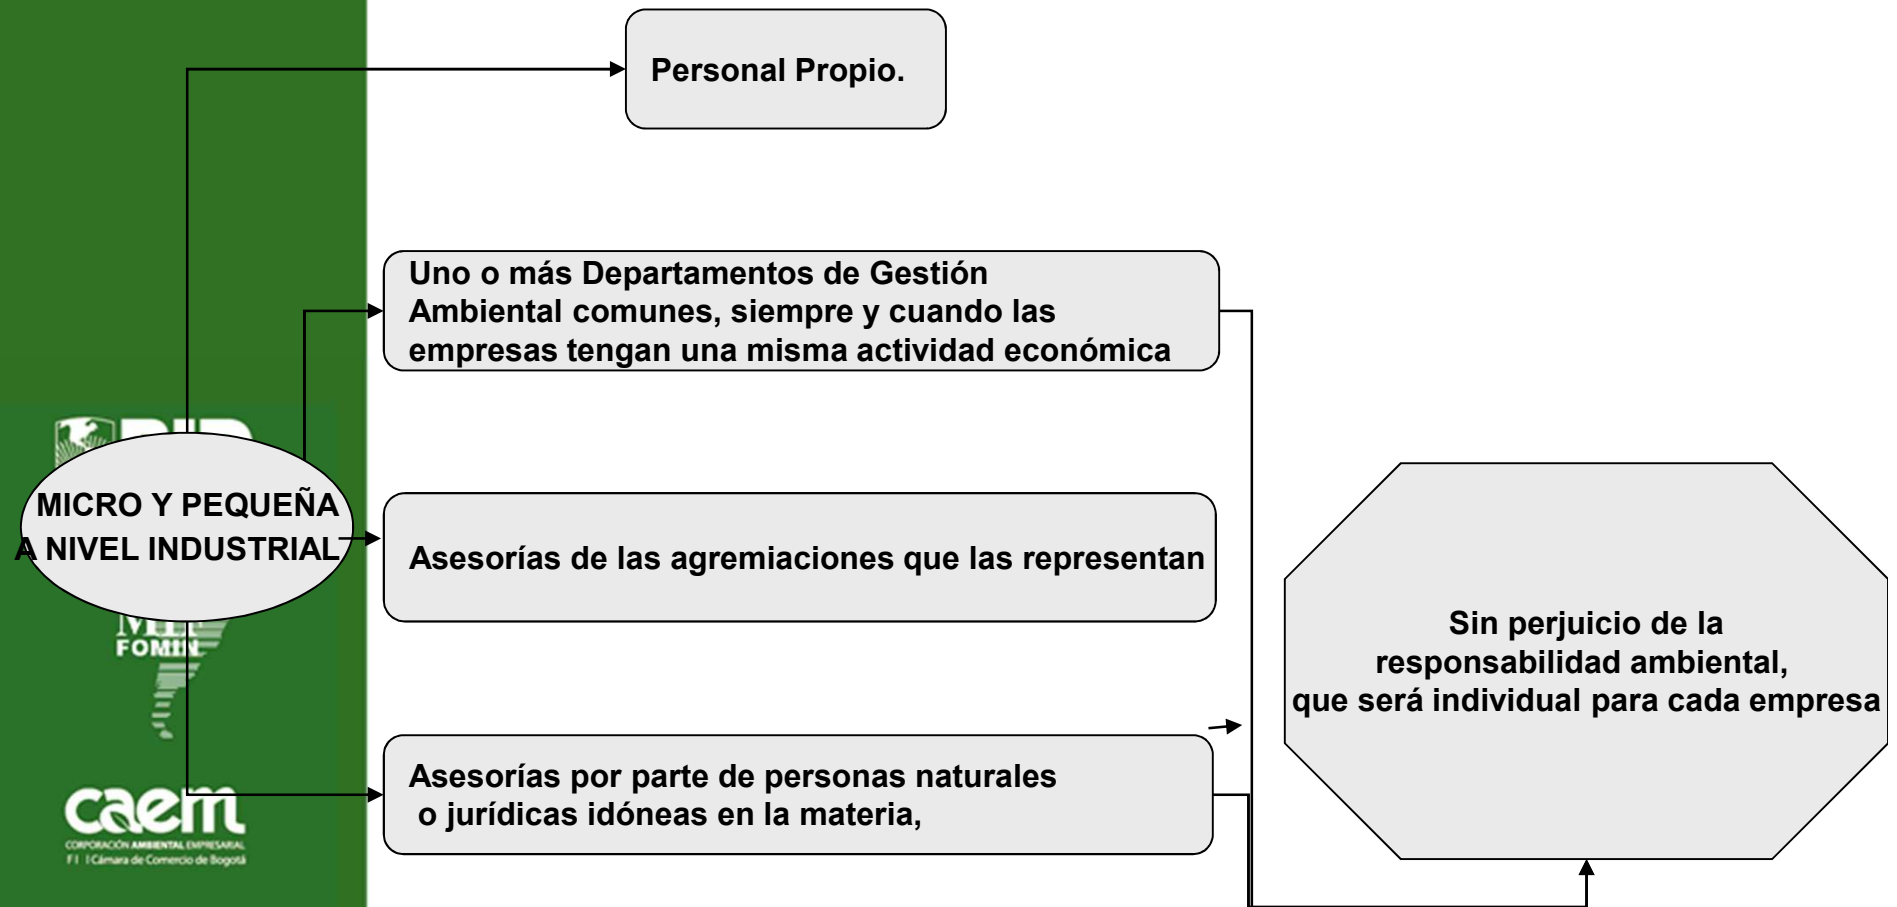 Personal Propio.
Uno o más Departamentos de Gestión
Ambiental comunes, siempre y cuando las
empresas tengan una misma actividad económica
MICRO Y PEQUEÑA
A NIVEL INDUSTRIAL
Asesorías de las agremiaciones que las representan
Sin perjuicio de la
responsabilidad ambiental,
que será individual para cada empresa
FOMIN
Asesorías por parte de personas naturales
o jurídicas idóneas en la materia,
caem
CORPORACIÓN AMBIENTAL EMPRESARIAL
Cámara de Comercio de Bogotá